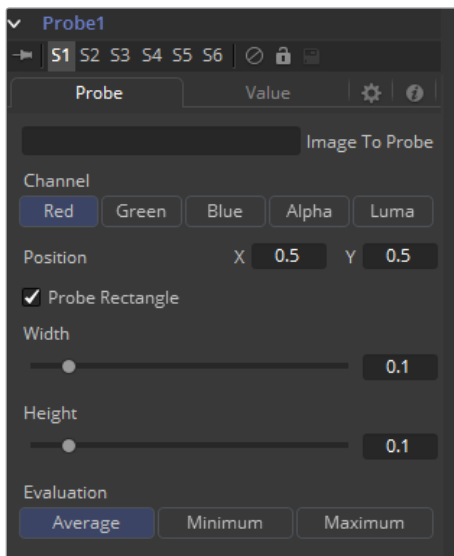 Probe1
S1 S2 S3 S4 S5 S6
Probe Value
Image To Probe
Channel
Red Green Blue Alpha Luma
Position X 0.5 Y 0.5
Probe Rectangle
Width
0.1
Height
0.1
Evaluation
Average Minimum Maximum